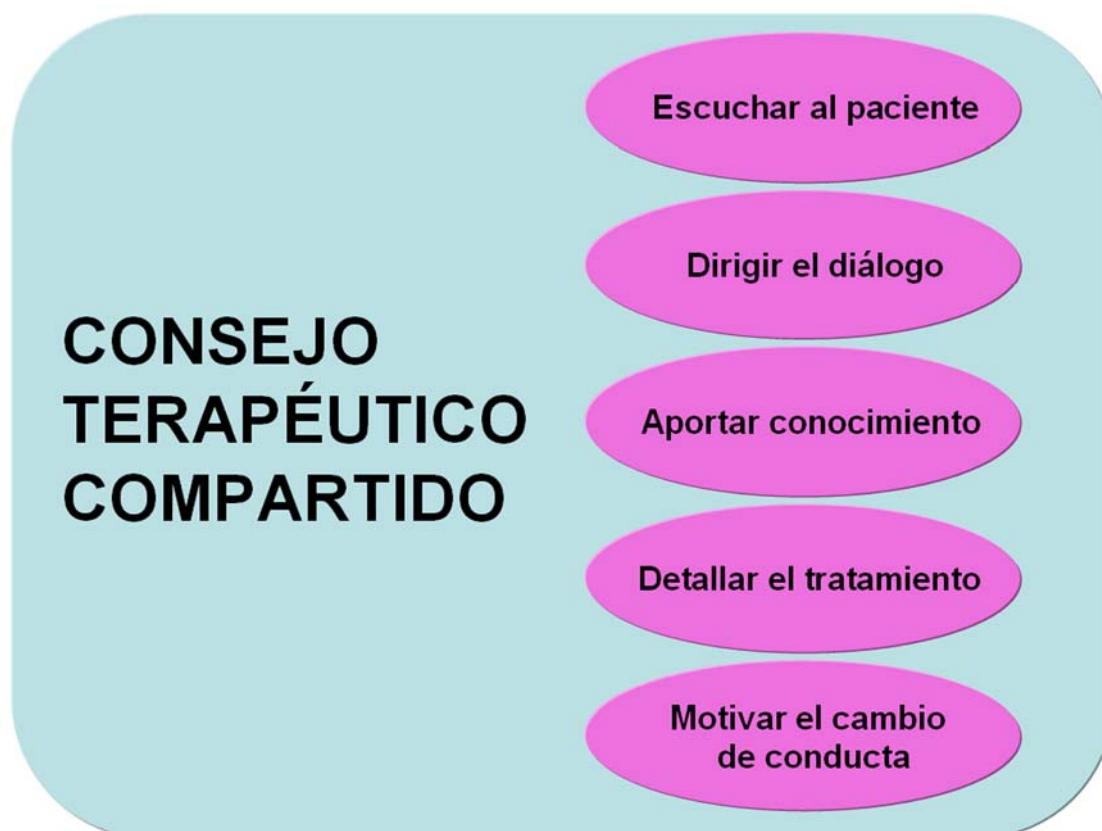 CONSEJO
TERAPÉUTICO
COMPARTIDO
Escuchar al paciente
Dirigir el diálogo
Aportar conocimiento
Detallar el tratamiento
Motivar el cambio
de conducta